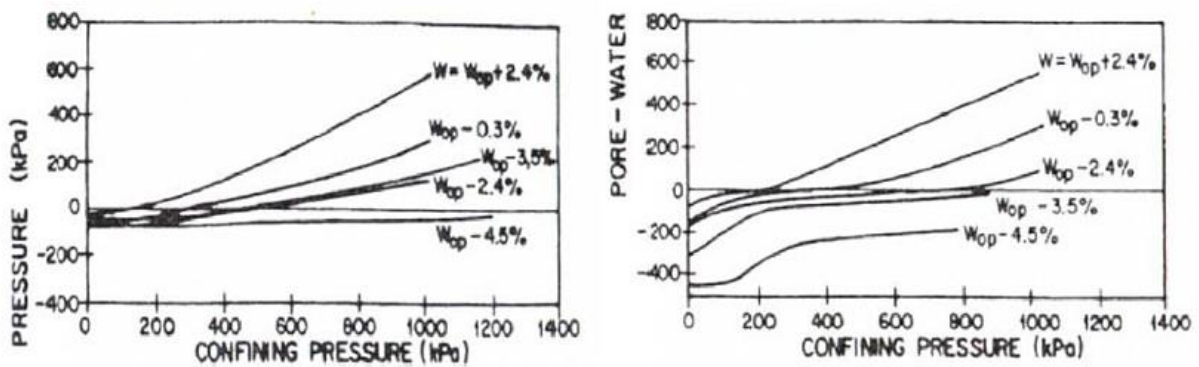 PRESSURE (kPa)
800
600
400
200
0
-200
-400
W = Wop+2.4%
Wop-0.3%
Wop-3,5%
Wop-2.4%
Wop-4.5%
0 200 400 600 800 1000 1200 1400
CONFINING PRESSURE (kPa)
PORE-WATER
800
600
400
200
0
-200
-400
W=Wop+2.4%
Wop-0.3%
Wop-2.4%
Wop-3.5%
Wop-4.5%
0 200 400 600 800 1000 1200 1400
CONFINING PRESSURE (kPa)